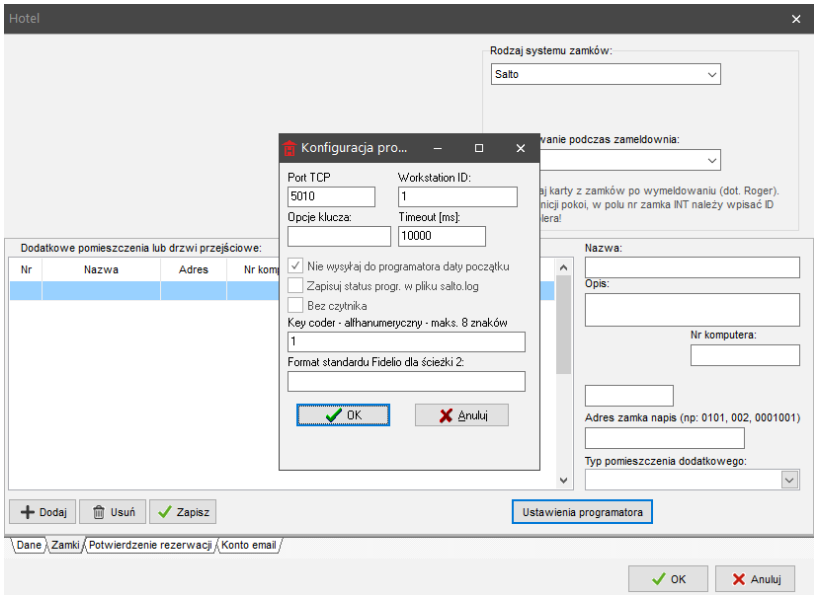 Hotel
Rodzaj systemu zamków:
Salto
wanie podczas zameldownia:
aj karty z zamków po wymeldowaniu (dot. Roger).
nicji pokoi, w polu nr zamka INT należy wpisać ID
lera!
Konfiguracja pro...
Port TCP
Workstation ID:
5010
1
Opcje klucza:
Timeout [ms]:
10000
Nie wysyłaj do programatora daty początku
Zapisuj status progr. w pliku salto.log
Bez czytnika
Key coder - alfhanumeryczny - maks. 8 znaków
1
Format standardu Fidelio dla ścieżki 2:
OK
Anuluj
Dodatkowe pomieszczenia lub drzwi przejściowe:
Nr Nazwa Adres Nr komp
Nazwa:
Opis:
Nr komputera:
Adres zamka napis (np: 0101, 002, 0001001)
Typ pomieszczenia dodatkowego:
Dodaj
Usuń
Zapisz
Ustawienia programatora
Dane Zamki Potwierdzenie rezerwacji Konto email
OK
Anuluj